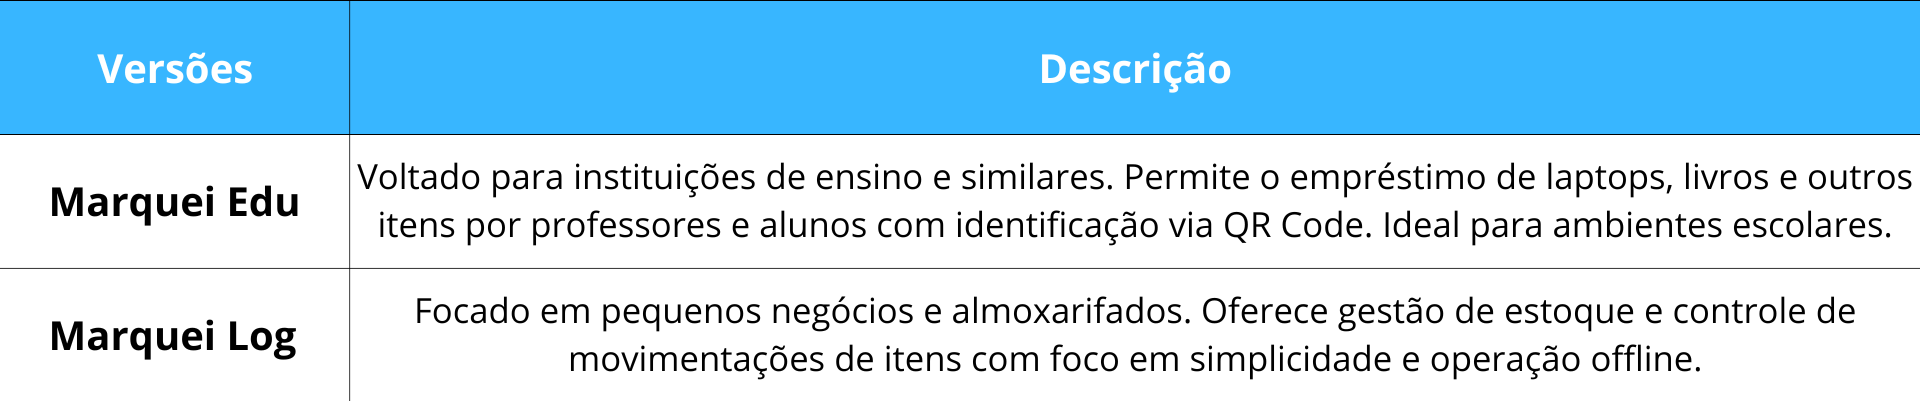 Versões
Descrição
Marquei Edu
Voltado para instituições de ensino e similares. Permite o empréstimo de laptops, livros e outros
itens por professores e alunos com identificação via QR Code. Ideal para ambientes escolares.
Marquei Log
Focado em pequenos negócios e almoxarifados. Oferece gestão de estoque e controle de
movimentações de itens com foco em simplicidade e operação offline.